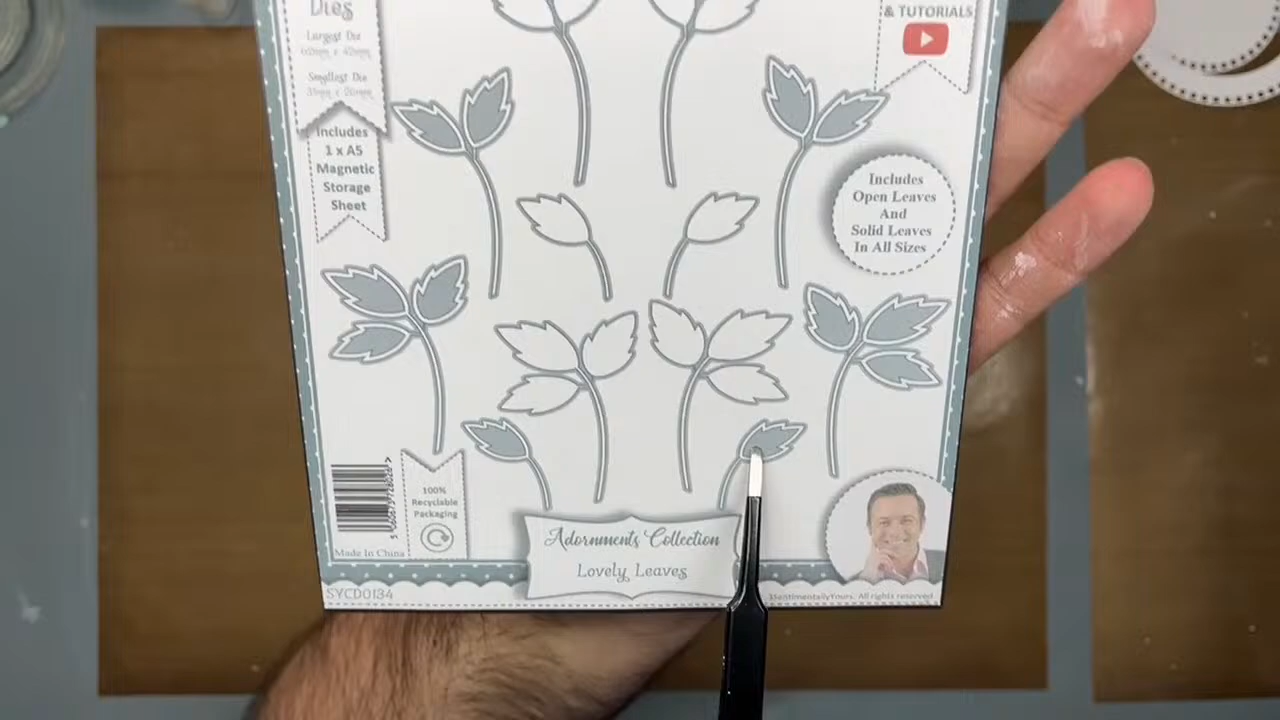 Dies
Largest Die
Smallest Die
Includes
1 x A5
Magnetic
Storage
Sheet
& TUTORIALS
Includes
Open Leaves
And
Solid Leaves
In All Sizes
100%
Recyclable
Packaging
Made In China
Adornments Collection
Lovely Leaves
SYCD0134
SentimentallyYours. All rights reserved